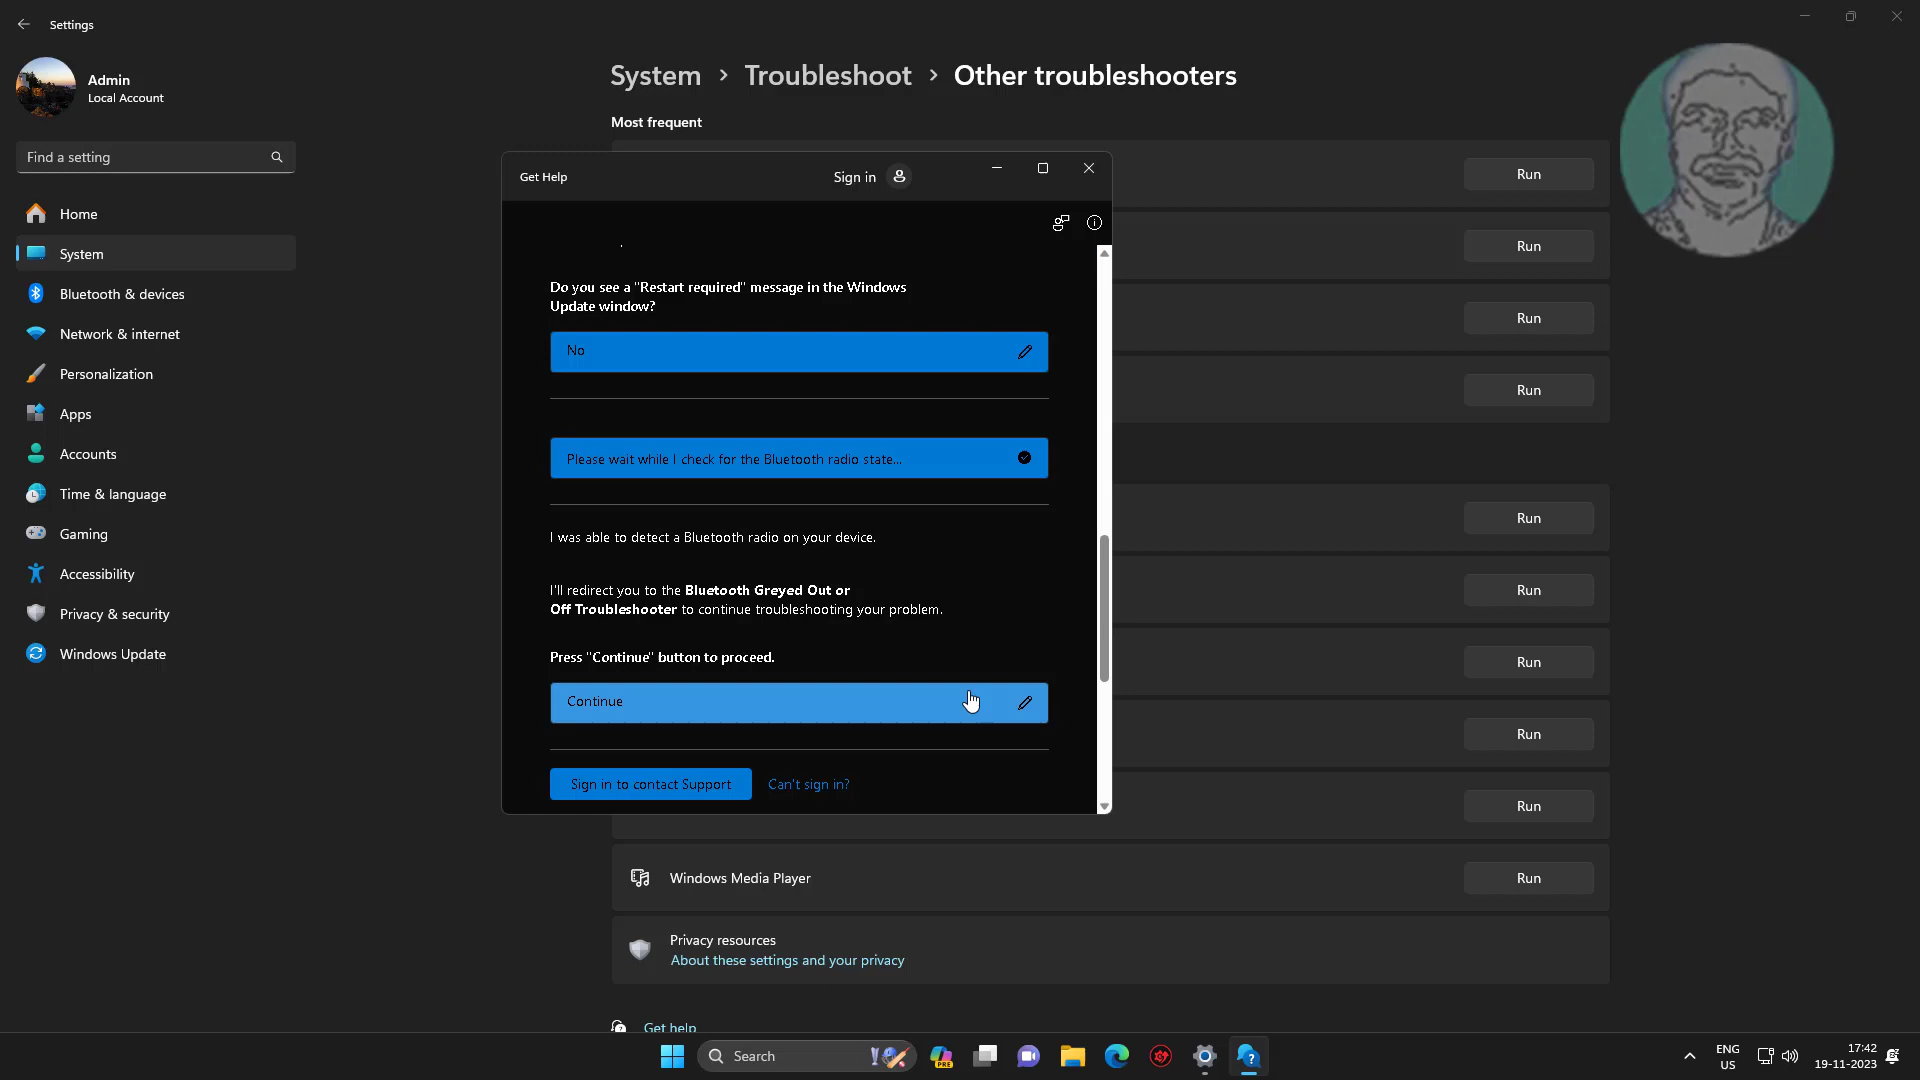 Settings
Admin
Local Account
Find a setting
Home
System
Bluetooth & devices
Network & internet
Personalization
Apps
Accounts
Time & language
Gaming
Accessibility
Privacy & security
Windows Update
System > Troubleshoot > Other troubleshooters
Most frequent
Run
Run
Run
Run
Run
Run
Run
Run
Run
Windows Media Player
Run
Privacy resources
About these settings and your privacy
Get help
Get Help
Sign in
Do you see a "Restart required" message in the Windows
Update window?
No
Please wait while I check for the Bluetooth radio state...
I was able to detect a Bluetooth radio on your device.
I'll redirect you to the Bluetooth Greyed Out or
Off Troubleshooter to continue troubleshooting your problem.
Press "Continue" button to proceed.
Continue
Sign in to contact Support
Can't sign in?
Search
PRE
ENG
US
17:42
19-11-2023